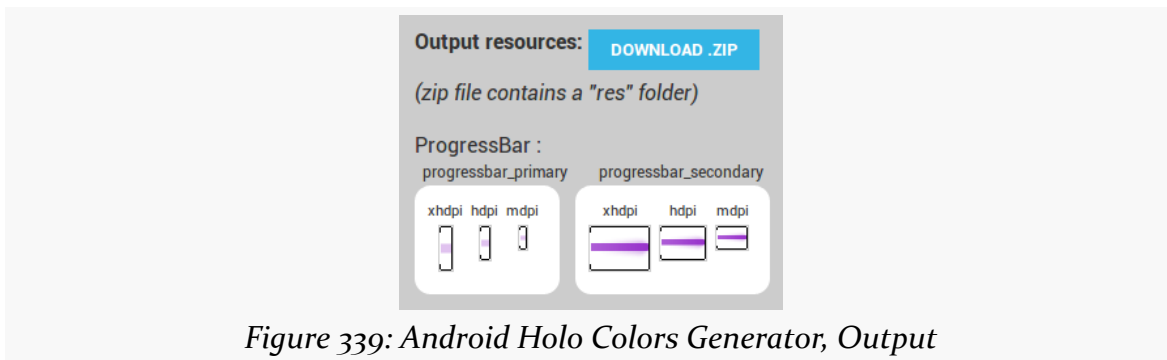 Output resources: DOWNLOAD .ZIP
(zip file contains a "res" folder)
ProgressBar :
progressbar_primary progressbar_secondary
xhdpi hdpi mdpi xhdpi hdpi mdpi
Figure 339: Android Holo Colors Generator, Output